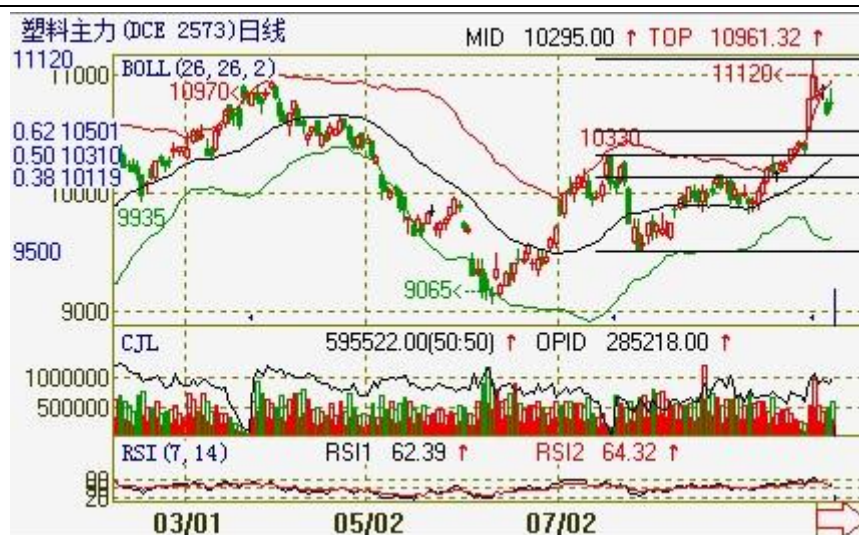 塑料主力(DCE 2573)日线 MID 10295.00 ↑ TOP 10961.32 ↑
11120
11000 BOLL(26,26,2) 11120<
10970<
0.62 10501 10330
0.50 10310
0.38 10119
10000
9935
9500
9065<
9000
CJL 595522.00(50:50) ↑ OPID 285218.00 ↑
1000000
500000
RSI(7,14) RSI1 62.39 ↑ RSI2 64.32 ↑
20
03/01 05/02 07/02